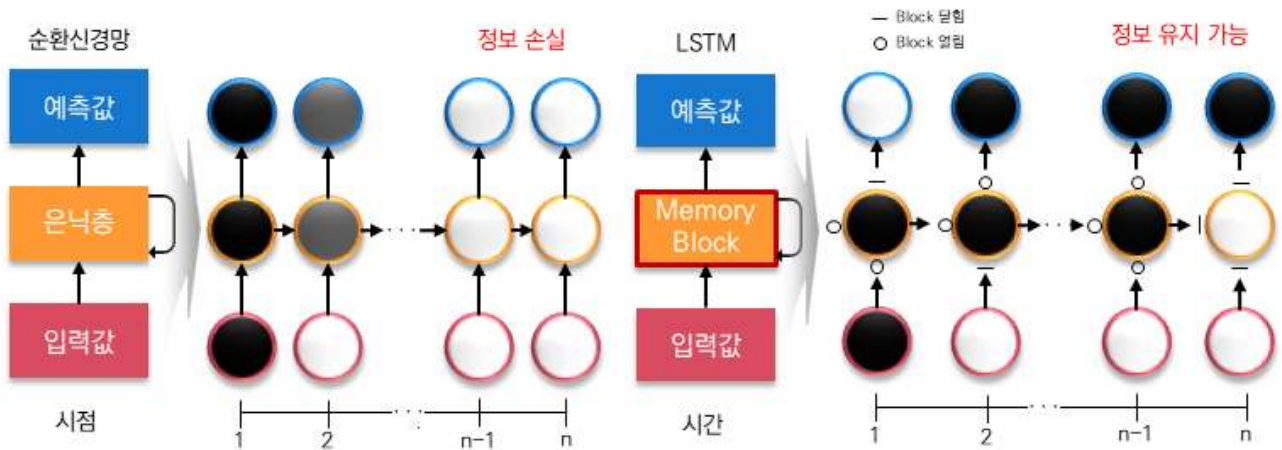 순환신경망
정보 손실
예측값
은닉층
입력값
시점
1 2 ··· n-1 n
LSTM
— Block 닫힘
○ Block 열림
정보 유지 가능
예측값
Memory
Block
입력값
시간
1 2 ··· n-1 n